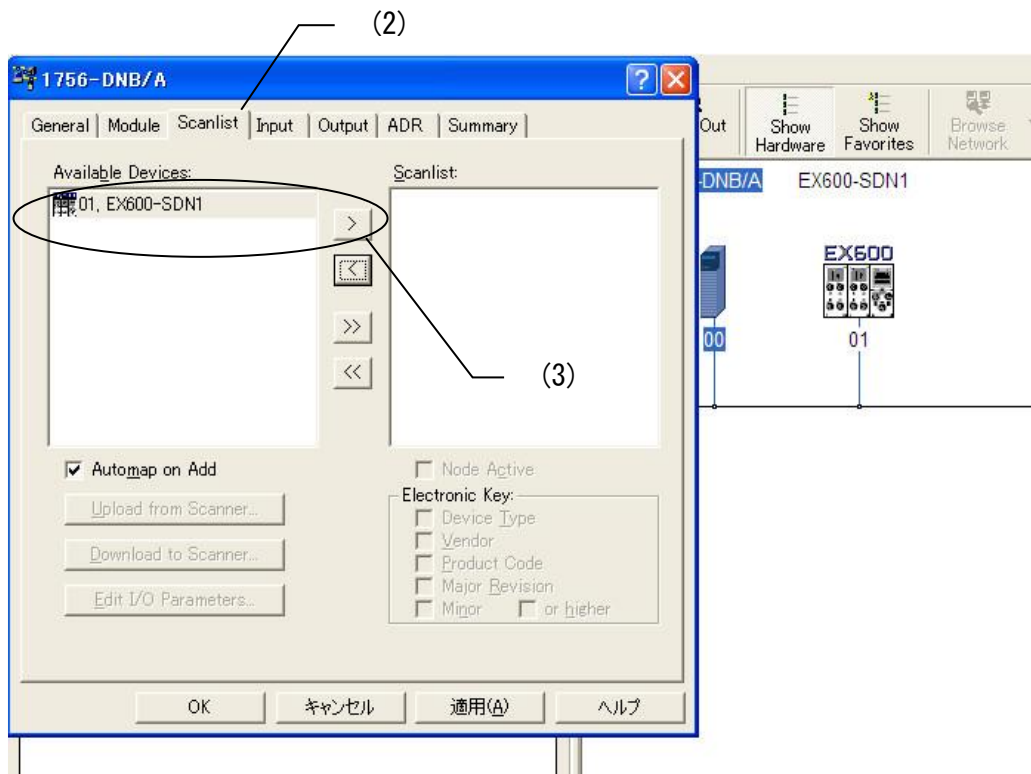 (2)
1756-DNB/A
General Module Scanlist Input Output ADR Summary
Available Devices: Scanlist:
01, EX600-SDN1
>
<
>>
<<
(3)
Automap on Add
Upload from Scanner...
Download to Scanner...
Edit I/O Parameters...
Node Active
Electronic Key:
Device Type
Vendor
Product Code
Major Revision
Minor or higher
OK キャンセル 適用(A) ヘルプ
Out Show Hardware Show Favorites Browse Network
-DNB/A EX600-SDN1
EX600
00 01